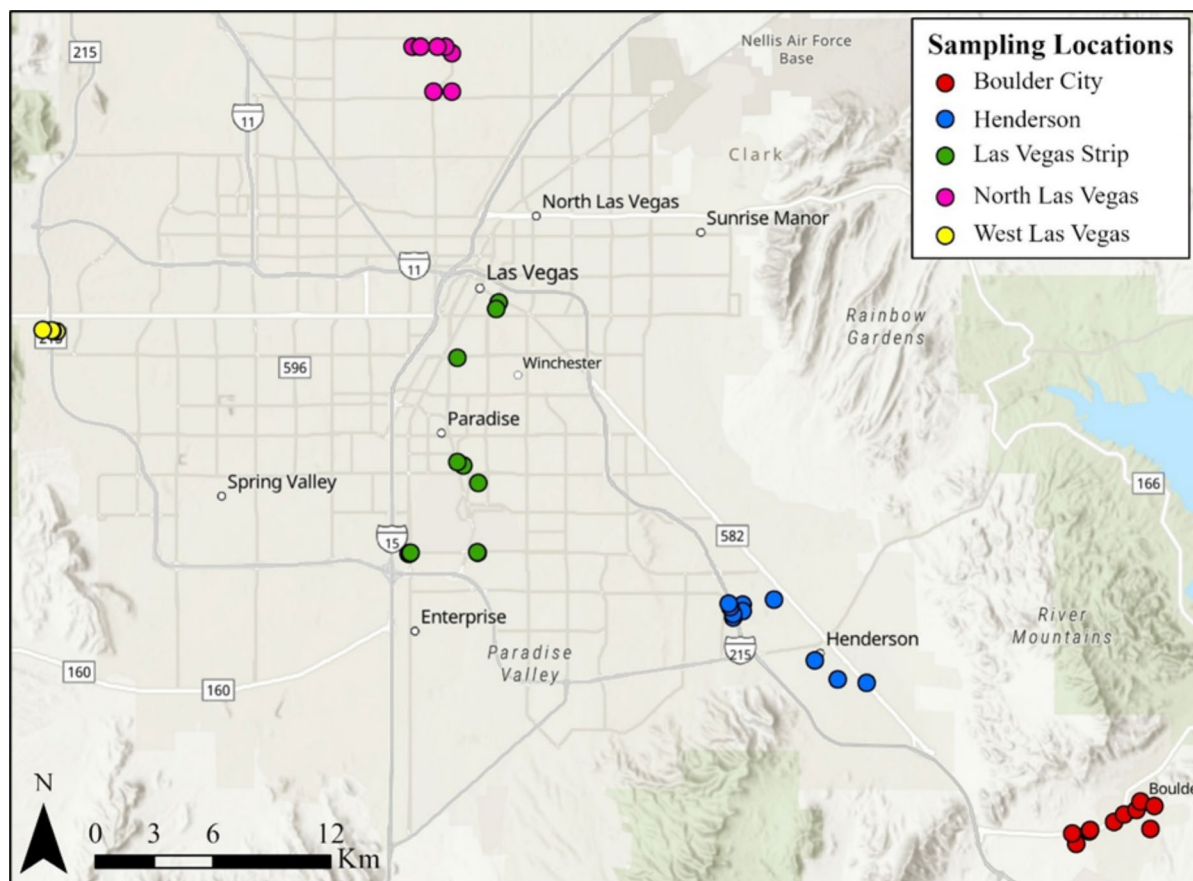 215
Nellis Air Force
Base
Sampling Locations
Boulder City
Henderson
Las Vegas Strip
North Las Vegas
West Las Vegas
11
Clark
North Las Vegas
Sunrise Manor
11
Las Vegas
Rainbow
Gardens
215
596
Winchester
Paradise
Spring Valley
166
15
582
Enterprise
Henderson
River
Mountains
Paradise
Valley
215
160
160
N
0 3 6 12
Km
Boulde